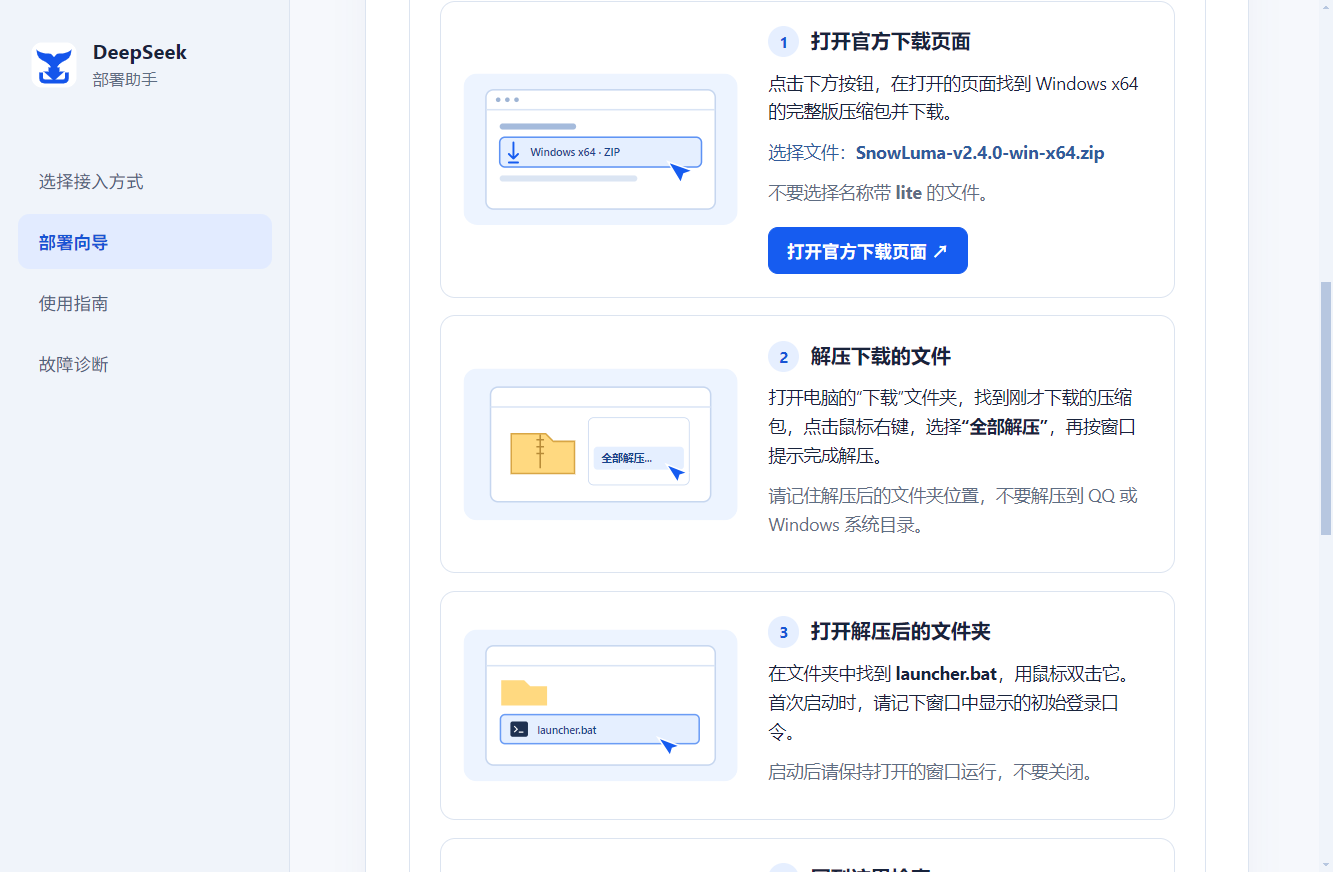 DeepSeek
部署助手
选择接入方式
部署向导
使用指南
故障诊断
Windows x64 · ZIP
1 打开官方下载页面
点击下方按钮，在打开的页面找到 Windows x64
的完整版压缩包并下载。
选择文件：SnowLuma-v2.4.0-win-x64.zip
不要选择名称带 lite 的文件。
打开官方下载页面 ↗
全部解压...
2 解压下载的文件
打开电脑的“下载”文件夹，找到刚才下载的压缩
包，点击鼠标右键，选择“全部解压”，再按窗口
提示完成解压。
请记住解压后的文件夹位置，不要解压到 QQ 或
Windows 系统目录。
launcher.bat
3 打开解压后的文件夹
在文件夹中找到 launcher.bat，用鼠标双击它。
首次启动时，请记下窗口中显示的初始登录口
令。
启动后请保持打开的窗口运行，不要关闭。